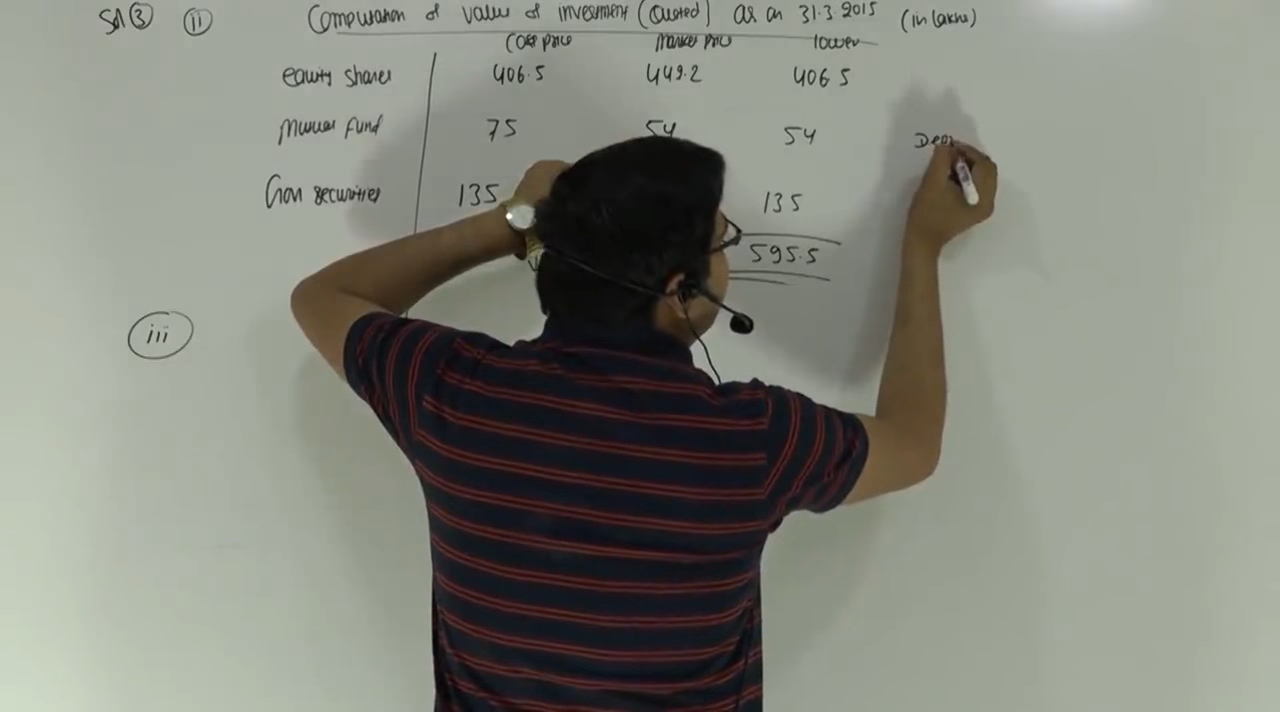 Sol ③ ii Computation of value of investment (Quoted) as on 31.3.2015 (in lakhs)
Cost price Market price lower
equity shares 406.5 449.2 406.5
Mutual Fund 75 54 54
Gov securities 135 135
595.5
iii